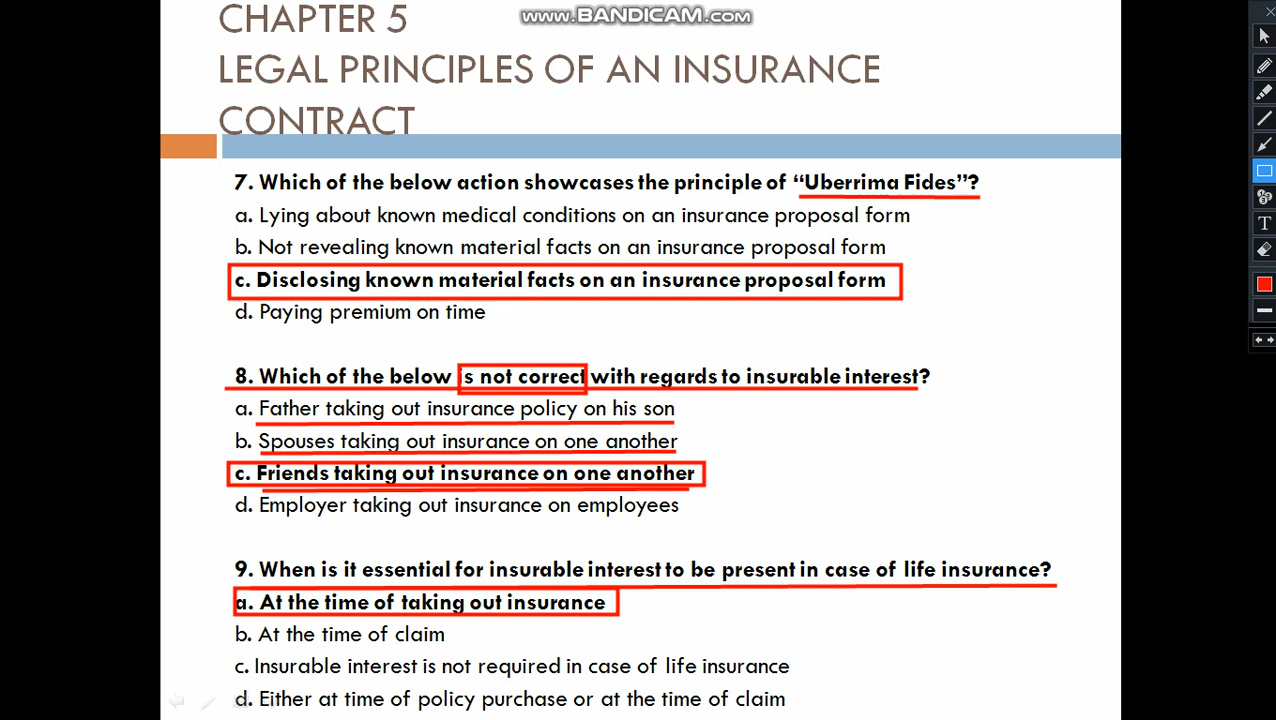 www.BANDICAM.com
CHAPTER 5
LEGAL PRINCIPLES OF AN INSURANCE
CONTRACT
7. Which of the below action showcases the principle of “Uberrima Fides”?
a. Lying about known medical conditions on an insurance proposal form
b. Not revealing known material facts on an insurance proposal form
c. Disclosing known material facts on an insurance proposal form
d. Paying premium on time
8. Which of the below is not correct with regards to insurable interest?
a. Father taking out insurance policy on his son
b. Spouses taking out insurance on one another
c. Friends taking out insurance on one another
d. Employer taking out insurance on employees
9. When is it essential for insurable interest to be present in case of life insurance?
a. At the time of taking out insurance
b. At the time of claim
c. Insurable interest is not required in case of life insurance
d. Either at time of policy purchase or at the time of claim